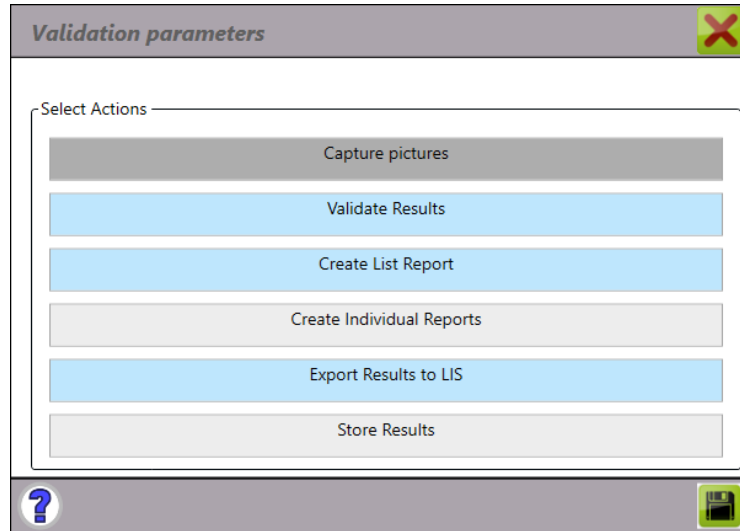 Validation parameters
Select Actions
Capture pictures
Validate Results
Create List Report
Create Individual Reports
Export Results to LIS
Store Results
?